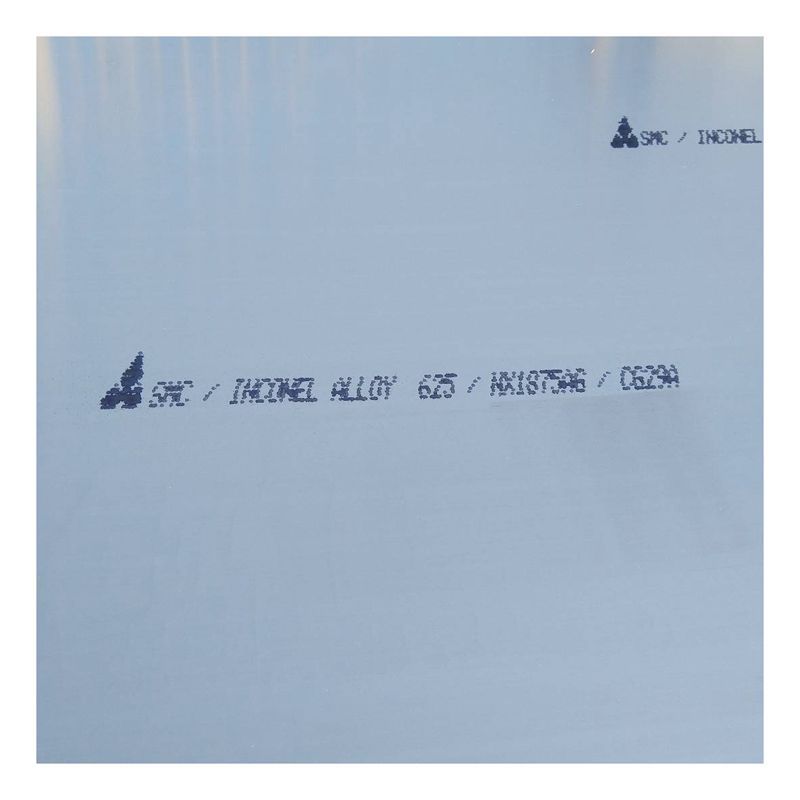 SMC / INCONEL
SMC / INCONEL ALLOY 625 / NX1875AG / C629A